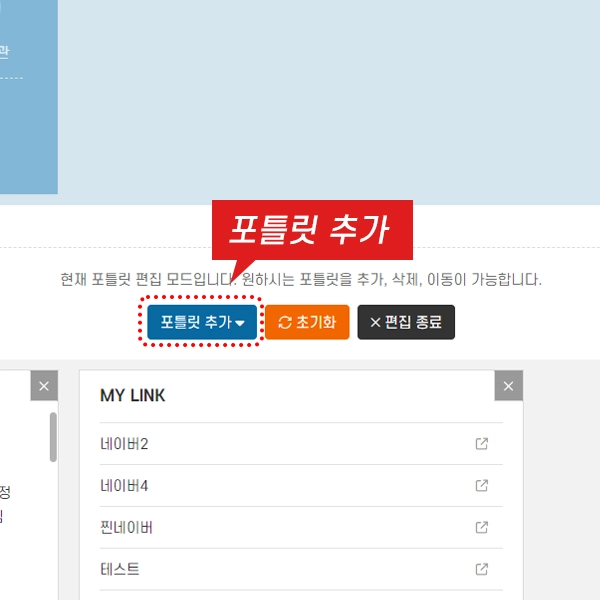 관
포틀릿 추가
현재 포틀릿 편집 모드입니다. 원하시는 포틀릿을 추가, 삭제, 이동이 가능합니다.
포틀릿 추가
초기화
편집 종료
MY LINK
네이버2
네이버4
정
찐네이버
테스트